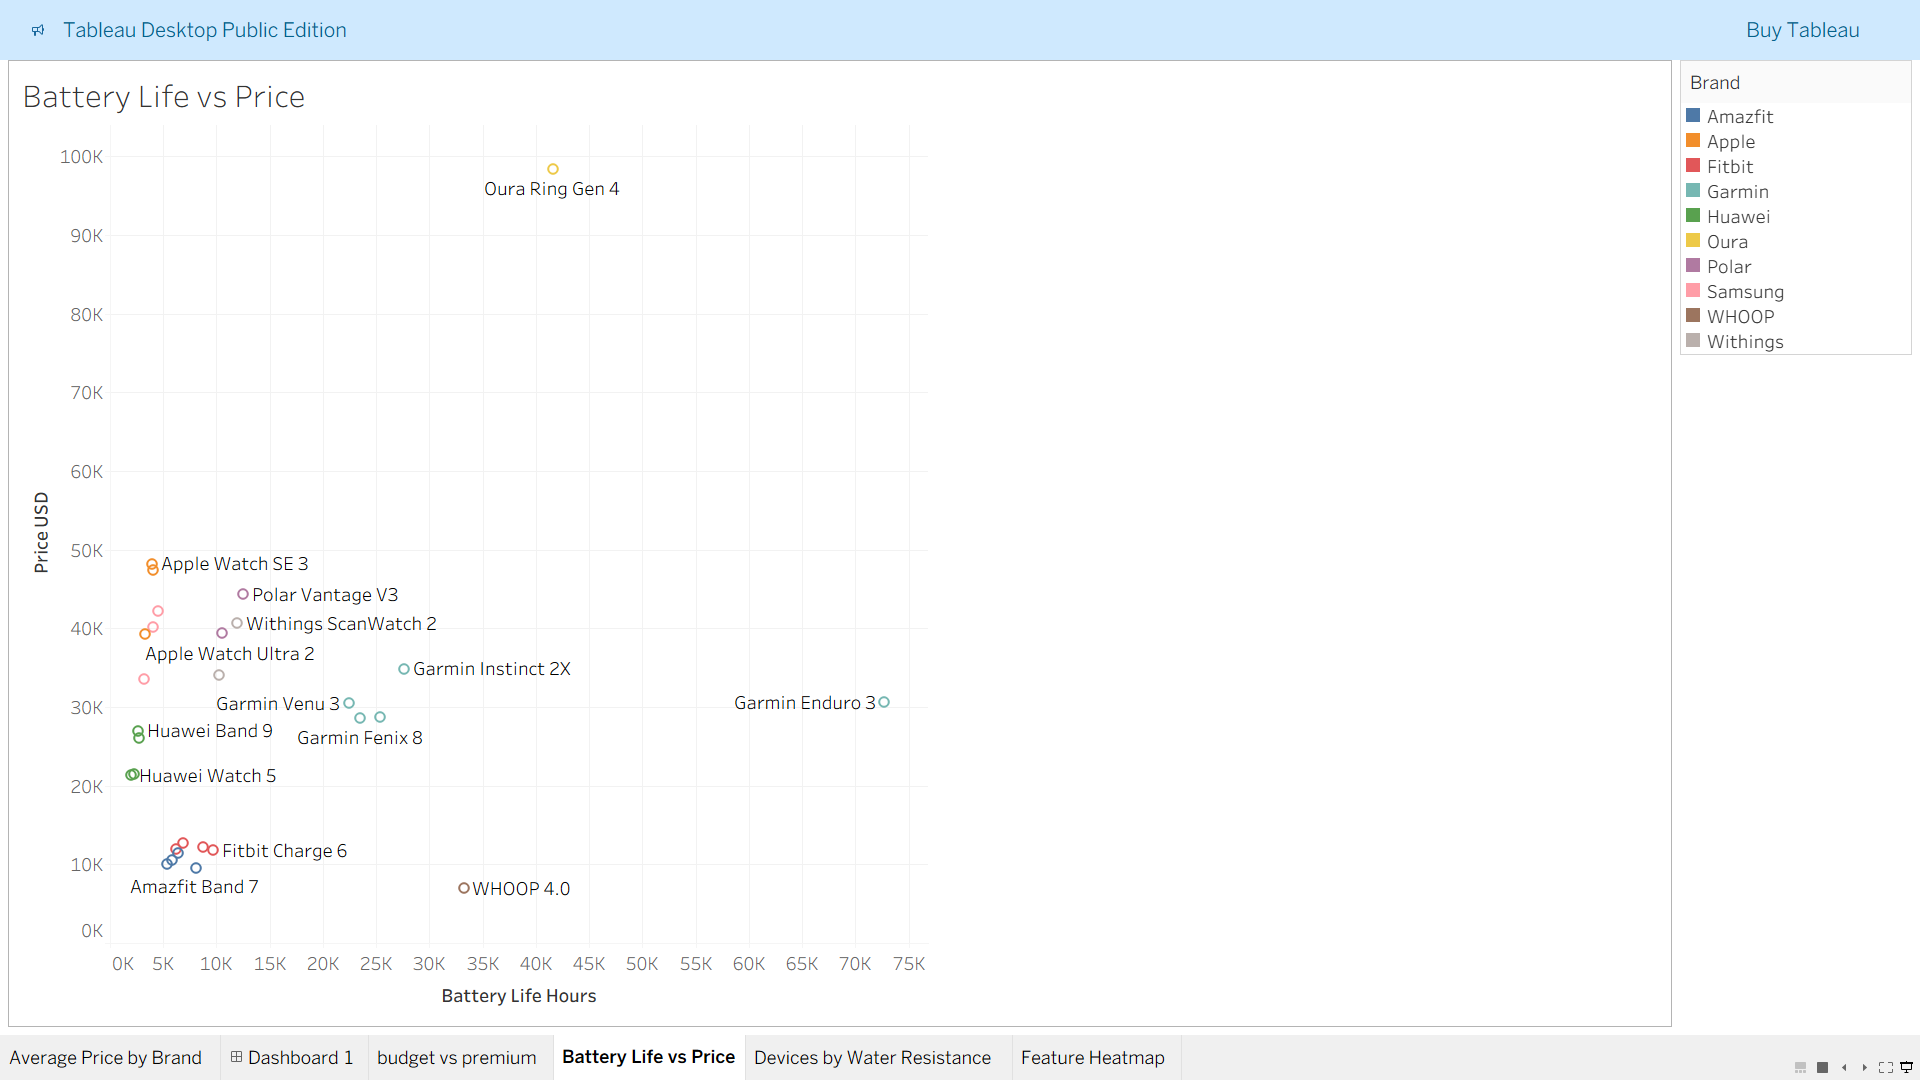 Tableau Desktop Public Edition
Buy Tableau
Battery Life vs Price
Brand
Amazfit
Apple
Fitbit
Garmin
Huawei
Oura
Polar
Samsung
WHOOP
Withings
Price USD
100K
90K
80K
70K
60K
50K
40K
30K
20K
10K
0K
Oura Ring Gen 4
Apple Watch SE 3
Polar Vantage V3
Withings ScanWatch 2
Apple Watch Ultra 2
Garmin Instinct 2X
Garmin Venu 3
Garmin Enduro 3
Huawei Band 9
Garmin Fenix 8
Huawei Watch 5
Fitbit Charge 6
Amazfit Band 7
WHOOP 4.0
0K 5K 10K 15K 20K 25K 30K 35K 40K 45K 50K 55K 60K 65K 70K 75K
Battery Life Hours
Average Price by Brand
Dashboard 1
budget vs premium
Battery Life vs Price
Devices by Water Resistance
Feature Heatmap